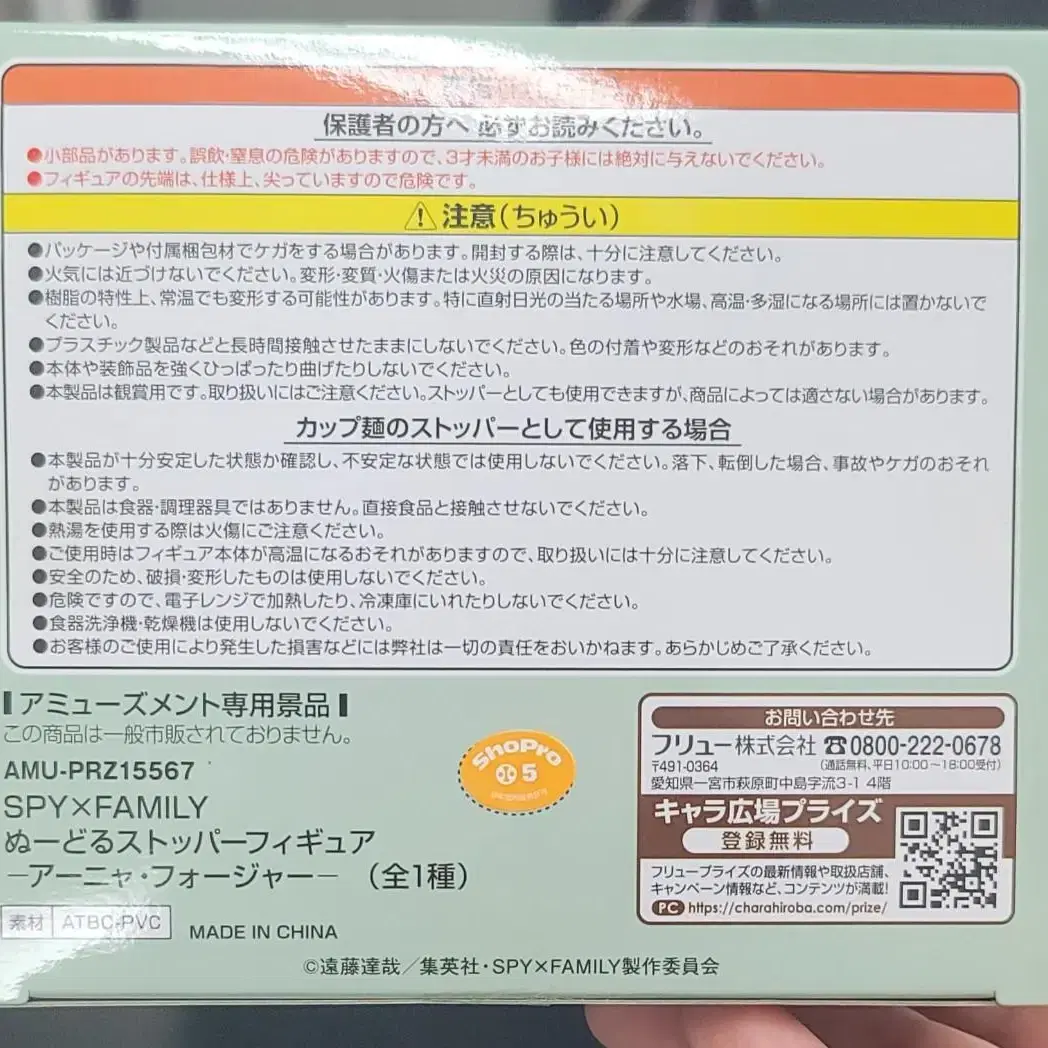 保護者の方へ 必ずお読みください。
●小部品があります。誤飲・窒息の危険がありますので、3才未満のお子様には絶対に与えないでください。
●フィギュアの先端は、仕様上、尖っていますので危険です。
⚠注意(ちゅうい)
●パッケージや付属梱包材でケガをする場合があります。開封する際は、十分に注意してください。
●火気には近づけないでください。変形・変質・火傷または火災の原因になります。
●樹脂の特性上、常温でも変形する可能性があります。特に直射日光の当たる場所や水場、高温・多湿になる場所には置かないで
ください。
●プラスチック製品などと長時間接触させたままにしないでください。色の付着や変形などのおそれがあります。
●本体や装飾品を強くひっぱったり曲げたりしないでください。
●本製品は観賞用です。取り扱いにはご注意ください。ストッパーとしても使用できますが、商品によっては適さない場合があります。
カップ麺のストッパーとして使用する場合
●本製品が十分安定した状態か確認し、不安定な状態では使用しないでください。落下、転倒した場合、事故やケガのおそれ
があります。
●本製品は食器・調理器具ではありません。直接食品と接触させないでください。
●熱湯を使用する際は火傷にご注意ください。
●ご使用時はフィギュア本体が高温になるおそれがありますので、取り扱いには十分に注意してください。
●安全のため、破損・変形したものは使用しないでください。
●危険ですので、電子レンジで加熱したり、冷凍庫にいれたりしないでください。
●食器洗浄機・乾燥機は使用しないでください。
●お客様のご使用により発生した損害などには弊社は一切の責任をおいかねます。あらかじめご了承ください。
アミューズメント専用景品
この商品は一般市販されておりません。
AMU-PRZ15567
SPY×FAMILY
ぬーどるストッパーフィギュア
ーアーニャ・フォージャーー (全1種)
素材 ATBC-PVC
MADE IN CHINA
ShoPro
5
お問い合わせ先
フリュー株式会社 ☎0800-222-0678
〒491-0364 (通話無料、平日10:00～18:00受付)
愛知県一宮市萩原町中島字流3-1 4階
キャラ広場プライズ
登録無料
フリュープライズの最新情報や取扱店舗、
キャンペーン情報など、コンテンツが満載!
PC https://charahiroba.com/prize/
©遠藤達哉／集英社・SPY×FAMILY製作委員会